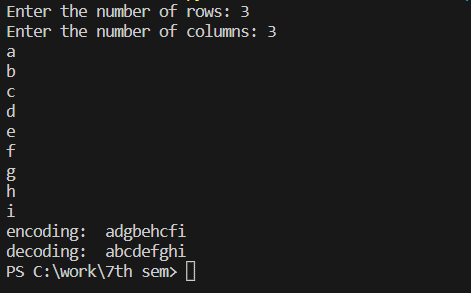 Enter the number of rows: 3
Enter the number of columns: 3
a
b
c
d
e
f
g
h
i
encoding:  adgbehcfi
decoding:  abcdefghi
PS C:\work\7th sem>